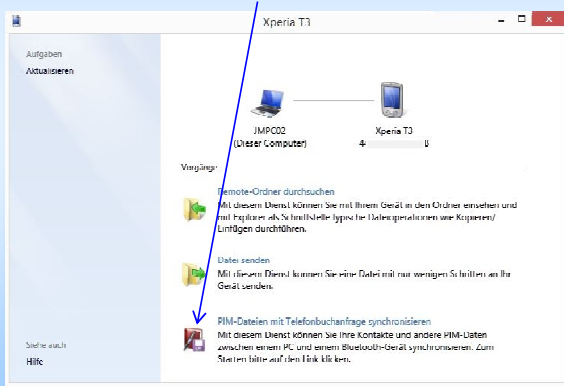 Xperia T3
Aufgaben
Aktualisieren
JMPC02
(Dieser Computer)
Xperia T3
4
8
Vorgänge
Remote-Ordner durchsuchen
Mit diesem Dienst können Sie mit Ihrem Gerät in den Ordner einsehen und
mit Explorer als Schnittstelle typische Dateioperationen wie Kopieren/
Einfügen durchführen.
Datei senden
Mit diesem Dienst können Sie eine Datei mit nur wenigen Schritten an Ihr
Gerät senden.
PIM-Dateien mit Telefonbuchanfrage synchronisieren
Mit diesem Dienst können Sie Ihre Kontakte und andere PIM-Daten
zwischen einem PC und einem Bluetooth-Gerät synchronisieren. Zum
Starten bitte auf den Link klicken.
Siehe auch
Hilfe